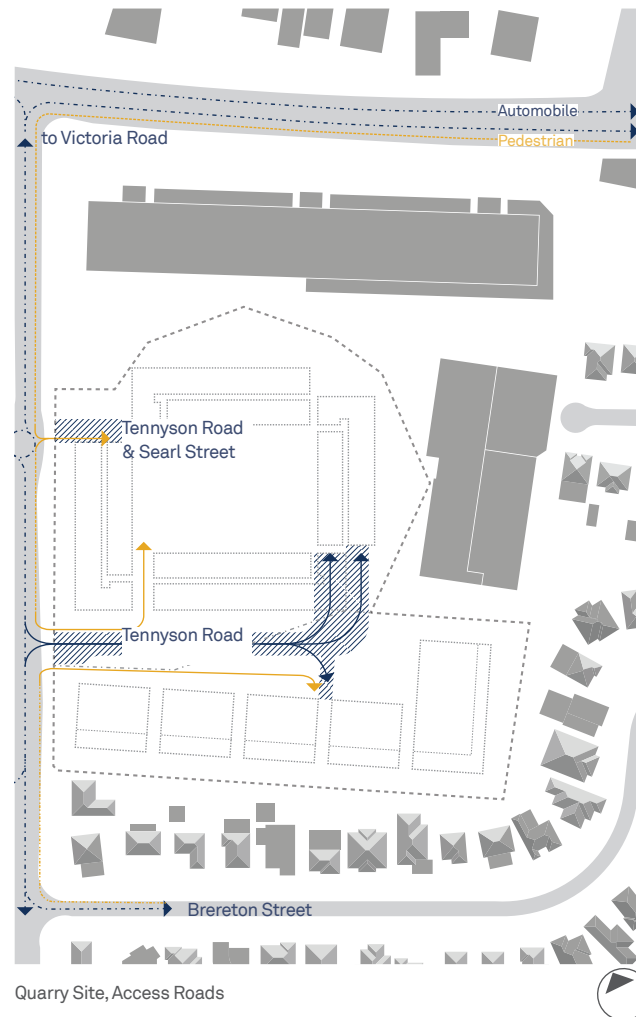 Automobile
to Victoria Road
Pedestrian
Tennyson Road
& Searl Street
Tennyson Road
Brereton Street
Quarry Site, Access Roads